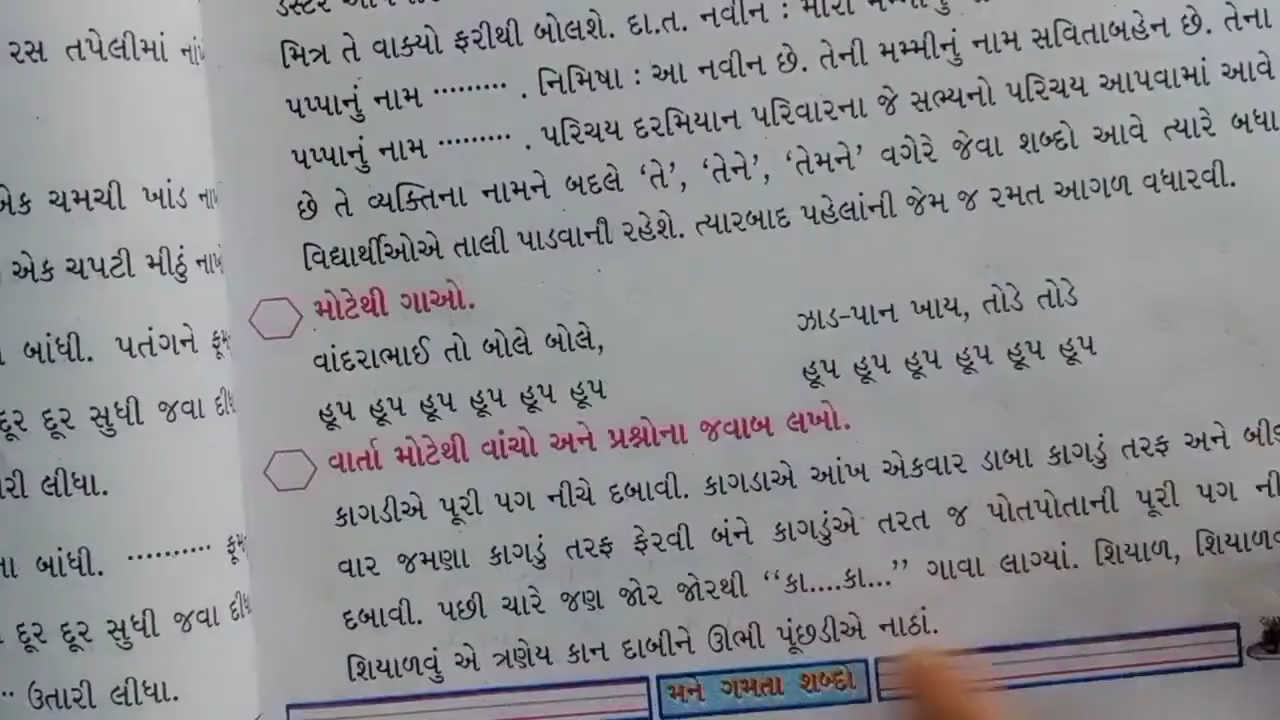 રસ તપેલીમાં
ચમચી ખાંડ
એક ચપટી મીઠું
બાંધી. પતંગને
દૂર દૂર સુધી જવા
લીધા.
બાંધી. ..........
દૂર દૂર સુધી જવા
ઉતારી લીધા.
મિત્ર તે વાક્યો ફરીથી બોલશે. દા.ત. નવીન :
પપ્પાનું નામ ......... . નિમિષા : આ નવીન છે. તેની મમ્મીનું નામ સવિતાબહેન છે. તેના
પપ્પાનું નામ ......... . પરિચય દરમિયાન પરિવારના જે સભ્યનો પરિચય આપવામાં આવે
છે તે વ્યક્તિના નામને બદલે ‘તે’, ‘તેને’, ‘તેમને’ વગેરે જેવા શબ્દો આવે ત્યારે બધા
વિદ્યાર્થીઓએ તાલી પાડવાની રહેશે. ત્યારબાદ પહેલાંની જેમ જ રમત આગળ વધારવી.
મોટેથી ગાઓ.
વાંદરાભાઈ તો બોલે બોલે,
હૂપ હૂપ હૂપ હૂપ હૂપ હૂપ
ઝાડ-પાન ખાય, તોડે તોડે
હૂપ હૂપ હૂપ હૂપ હૂપ હૂપ
વાર્તા મોટેથી વાંચો અને પ્રશ્નોના જવાબ લખો.
કાગડીએ પૂરી પગ નીચે દબાવી. કાગડાએ આંખ એકવાર ડાબા કાગડું તરફ અને
વાર જમણા કાગડું તરફ ફેરવી બંને કાગડુંએ તરત જ પોતપોતાની પૂરી પગ
દબાવી. પછી ચારે જણ જોર જોરથી “કા....કા...” ગાવા લાગ્યાં. શિયાળ,
શિયાળવું એ ત્રણેય કાન દાબીને ઊભી પૂંછડીએ નાઠાં.
મને ગમતા શબ્દો